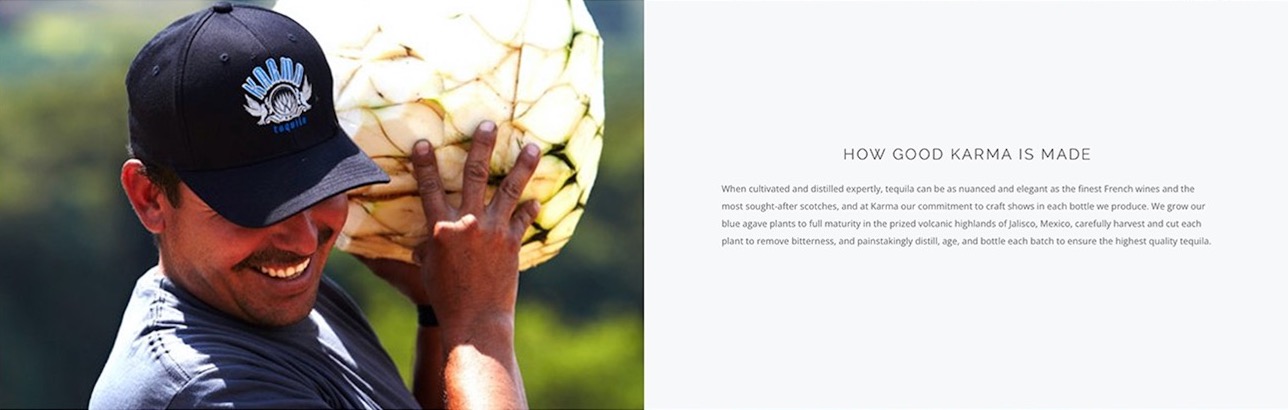 KARMA
tequila
HOW GOOD KARMA IS MADE
When cultivated and distilled expertly, tequila can be as nuanced and elegant as the finest French wines and the
most sought-after scotches, and at Karma our commitment to craft shows in each bottle we produce. We grow our
blue agave plants to full maturity in the prized volcanic highlands of Jalisco, Mexico, carefully harvest and cut each
plant to remove bitterness, and painstakingly distill, age, and bottle each batch to ensure the highest quality tequila.